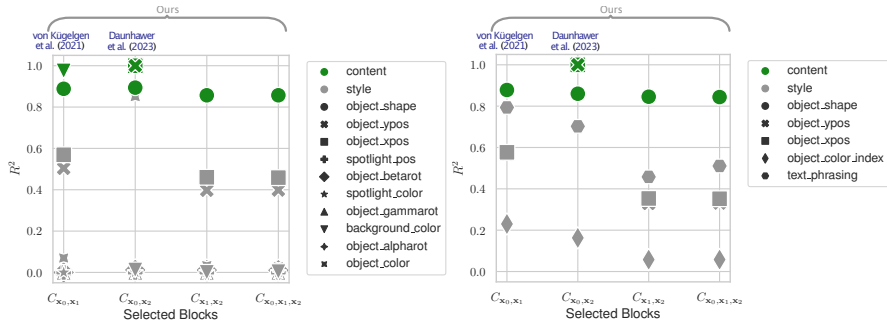 Ours
von Kügelgen
et al. (2021)
Daunhawer
et al. (2023)
1.0
0.8
0.6
0.4
0.2
0.0
R²
C_{x₀,x₁}
C_{x₀,x₂}
C_{x₁,x₂}
C_{x₀,x₁,x₂}
Selected Blocks
content
style
object_shape
object_ypos
object_xpos
spotlight_pos
object_betarot
spotlight_color
object_gammarot
background_color
object_alpharot
object_color
Ours
von Kügelgen
et al. (2021)
Daunhawer
et al. (2023)
1.0
0.8
0.6
0.4
0.2
0.0
R²
C_{x₀,x₁}
C_{x₀,x₂}
C_{x₁,x₂}
C_{x₀,x₁,x₂}
Selected Blocks
content
style
object_shape
object_ypos
object_xpos
object_color_index
text_phrasing